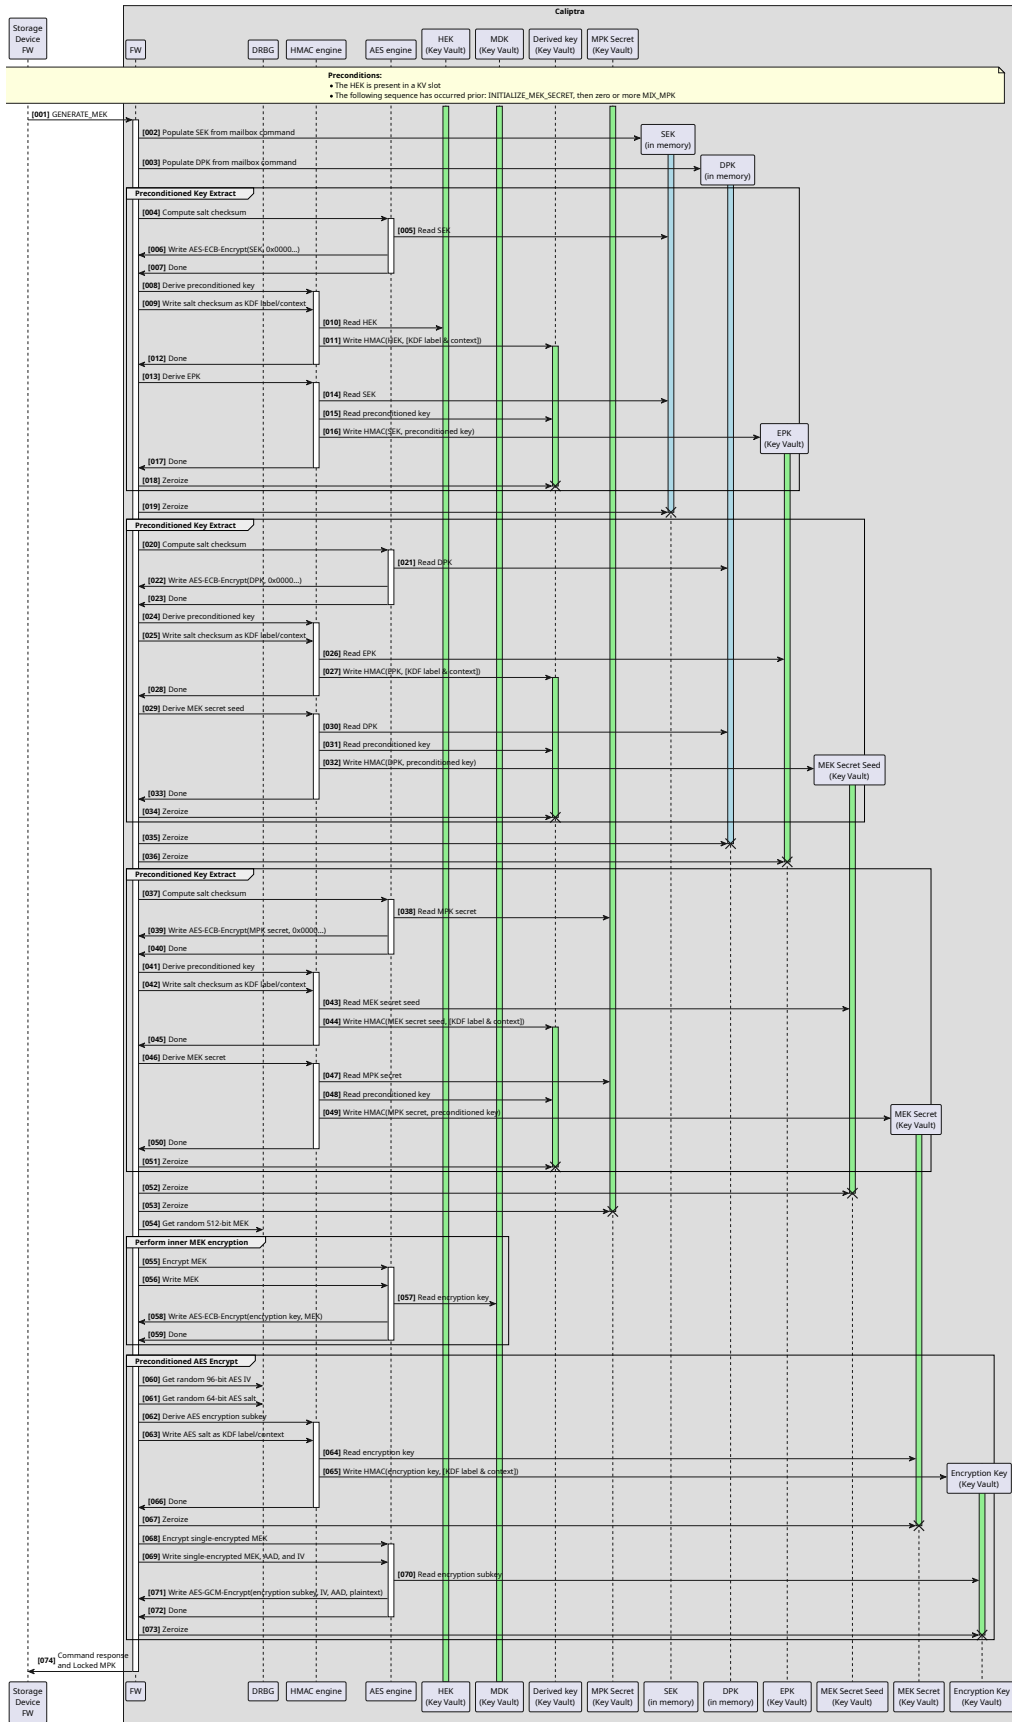 Caliptra
Storage
Device
FW
FW
DRBG
HMAC engine
AES engine
HEK
(Key Vault)
MDK
(Key Vault)
Derived key
(Key Vault)
MPK Secret
(Key Vault)
Preconditions:
• The HEK is present in a KV slot
• The following sequence has occurred prior: INITIALIZE_MEK_SECRET, then zero or more MIX_MPK
[001] GENERATE_MEK
[002] Populate SEK from mailbox command
SEK
(in memory)
[003] Populate DPK from mailbox command
DPK
(in memory)
Preconditioned Key Extract
[004] Compute salt checksum
[005] Read SEK
[006] Write AES-ECB-Encrypt(SEK, 0x0000...)
[007] Done
[008] Derive preconditioned key
[009] Write salt checksum as KDF label/context
[010] Read HEK
[011] Write HMAC(HEK, [KDF label & context])
[012] Done
[013] Derive EPK
[014] Read SEK
[015] Read preconditioned key
[016] Write HMAC(SEK, preconditioned key)
EPK
(Key Vault)
[017] Done
[018] Zeroize
[019] Zeroize
Preconditioned Key Extract
[020] Compute salt checksum
[021] Read DPK
[022] Write AES-ECB-Encrypt(DPK, 0x0000...)
[023] Done
[024] Derive preconditioned key
[025] Write salt checksum as KDF label/context
[026] Read EPK
[027] Write HMAC(EPK, [KDF label & context])
[028] Done
[029] Derive MEK secret seed
[030] Read DPK
[031] Read preconditioned key
[032] Write HMAC(DPK, preconditioned key)
MEK Secret Seed
(Key Vault)
[033] Done
[034] Zeroize
[035] Zeroize
[036] Zeroize
Preconditioned Key Extract
[037] Compute salt checksum
[038] Read MPK secret
[039] Write AES-ECB-Encrypt(MPK secret, 0x0000...)
[040] Done
[041] Derive preconditioned key
[042] Write salt checksum as KDF label/context
[043] Read MEK secret seed
[044] Write HMAC(MEK secret seed, [KDF label & context])
[045] Done
[046] Derive MEK secret
[047] Read MPK secret
[048] Read preconditioned key
[049] Write HMAC(MPK secret, preconditioned key)
MEK Secret
(Key Vault)
[050] Done
[051] Zeroize
[052] Zeroize
[053] Zeroize
[054] Get random 512-bit MEK
Perform inner MEK encryption
[055] Encrypt MEK
[056] Write MEK
[057] Read encryption key
[058] Write AES-ECB-Encrypt(encryption key, MEK)
[059] Done
Preconditioned AES Encrypt
[060] Get random 96-bit AES IV
[061] Get random 64-bit AES salt
[062] Derive AES encryption subkey
[063] Write AES salt as KDF label/context
[064] Read encryption key
[065] Write HMAC(encryption key, [KDF label & context])
Encryption Key
(Key Vault)
[066] Done
[067] Zeroize
[068] Encrypt single-encrypted MEK
[069] Write single-encrypted MEK, AAD, and IV
[070] Read encryption subkey
[071] Write AES-GCM-Encrypt(encryption subkey, IV, AAD, plaintext)
[072] Done
[073] Zeroize
[074] Command response
and Locked MPK
Storage
Device
FW
FW
DRBG
HMAC engine
AES engine
HEK
(Key Vault)
MDK
(Key Vault)
Derived key
(Key Vault)
MPK Secret
(Key Vault)
SEK
(in memory)
DPK
(in memory)
EPK
(Key Vault)
MEK Secret Seed
(Key Vault)
MEK Secret
(Key Vault)
Encryption Key
(Key Vault)